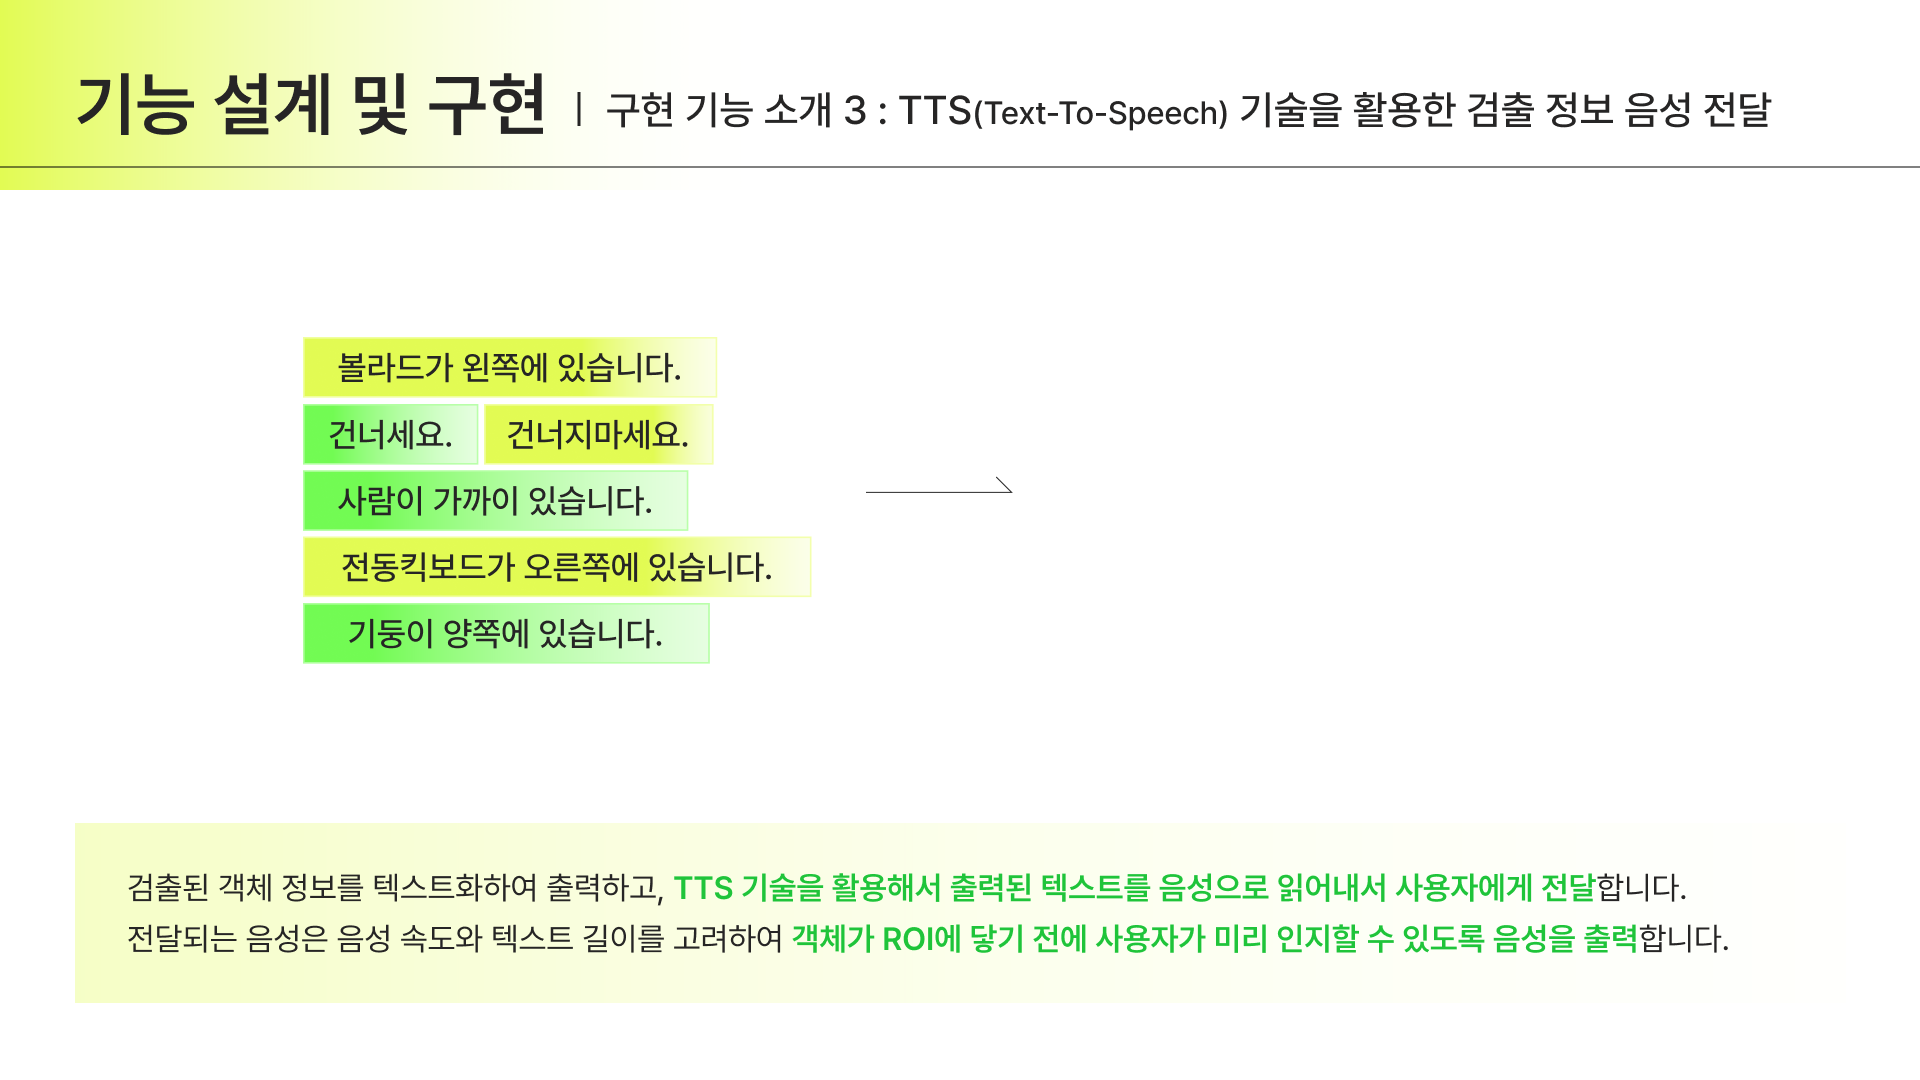 기능 설계 및 구현 | 구현 기능 소개 3 : TTS(Text-To-Speech) 기술을 활용한 검출 정보 음성 전달
볼라드가 왼쪽에 있습니다.
건너세요. 건너지마세요.
사람이 가까이 있습니다.
전동킥보드가 오른쪽에 있습니다.
기둥이 양쪽에 있습니다.
검출된 객체 정보를 텍스트화하여 출력하고, TTS 기술을 활용해서 출력된 텍스트를 음성으로 읽어내서 사용자에게 전달합니다.
전달되는 음성은 음성 속도와 텍스트 길이를 고려하여 객체가 ROI에 닿기 전에 사용자가 미리 인지할 수 있도록 음성을 출력합니다.